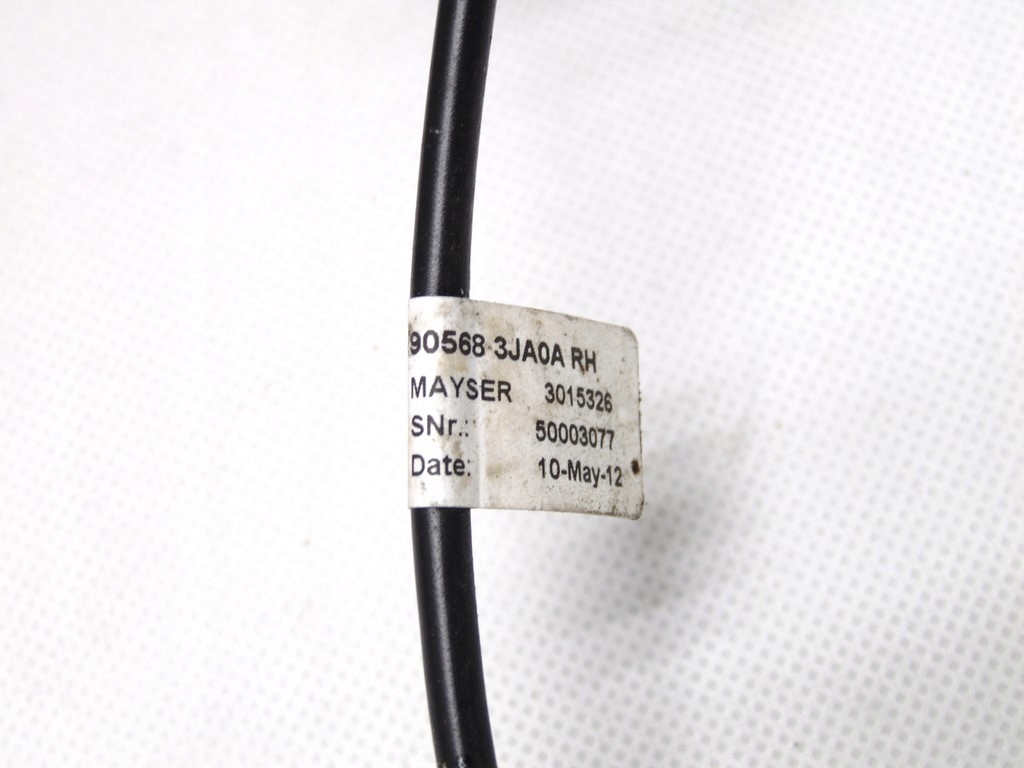 90568-3JA0A RH
MAYSER 3015326
SNr.: 50003077
Date: 10-May-12